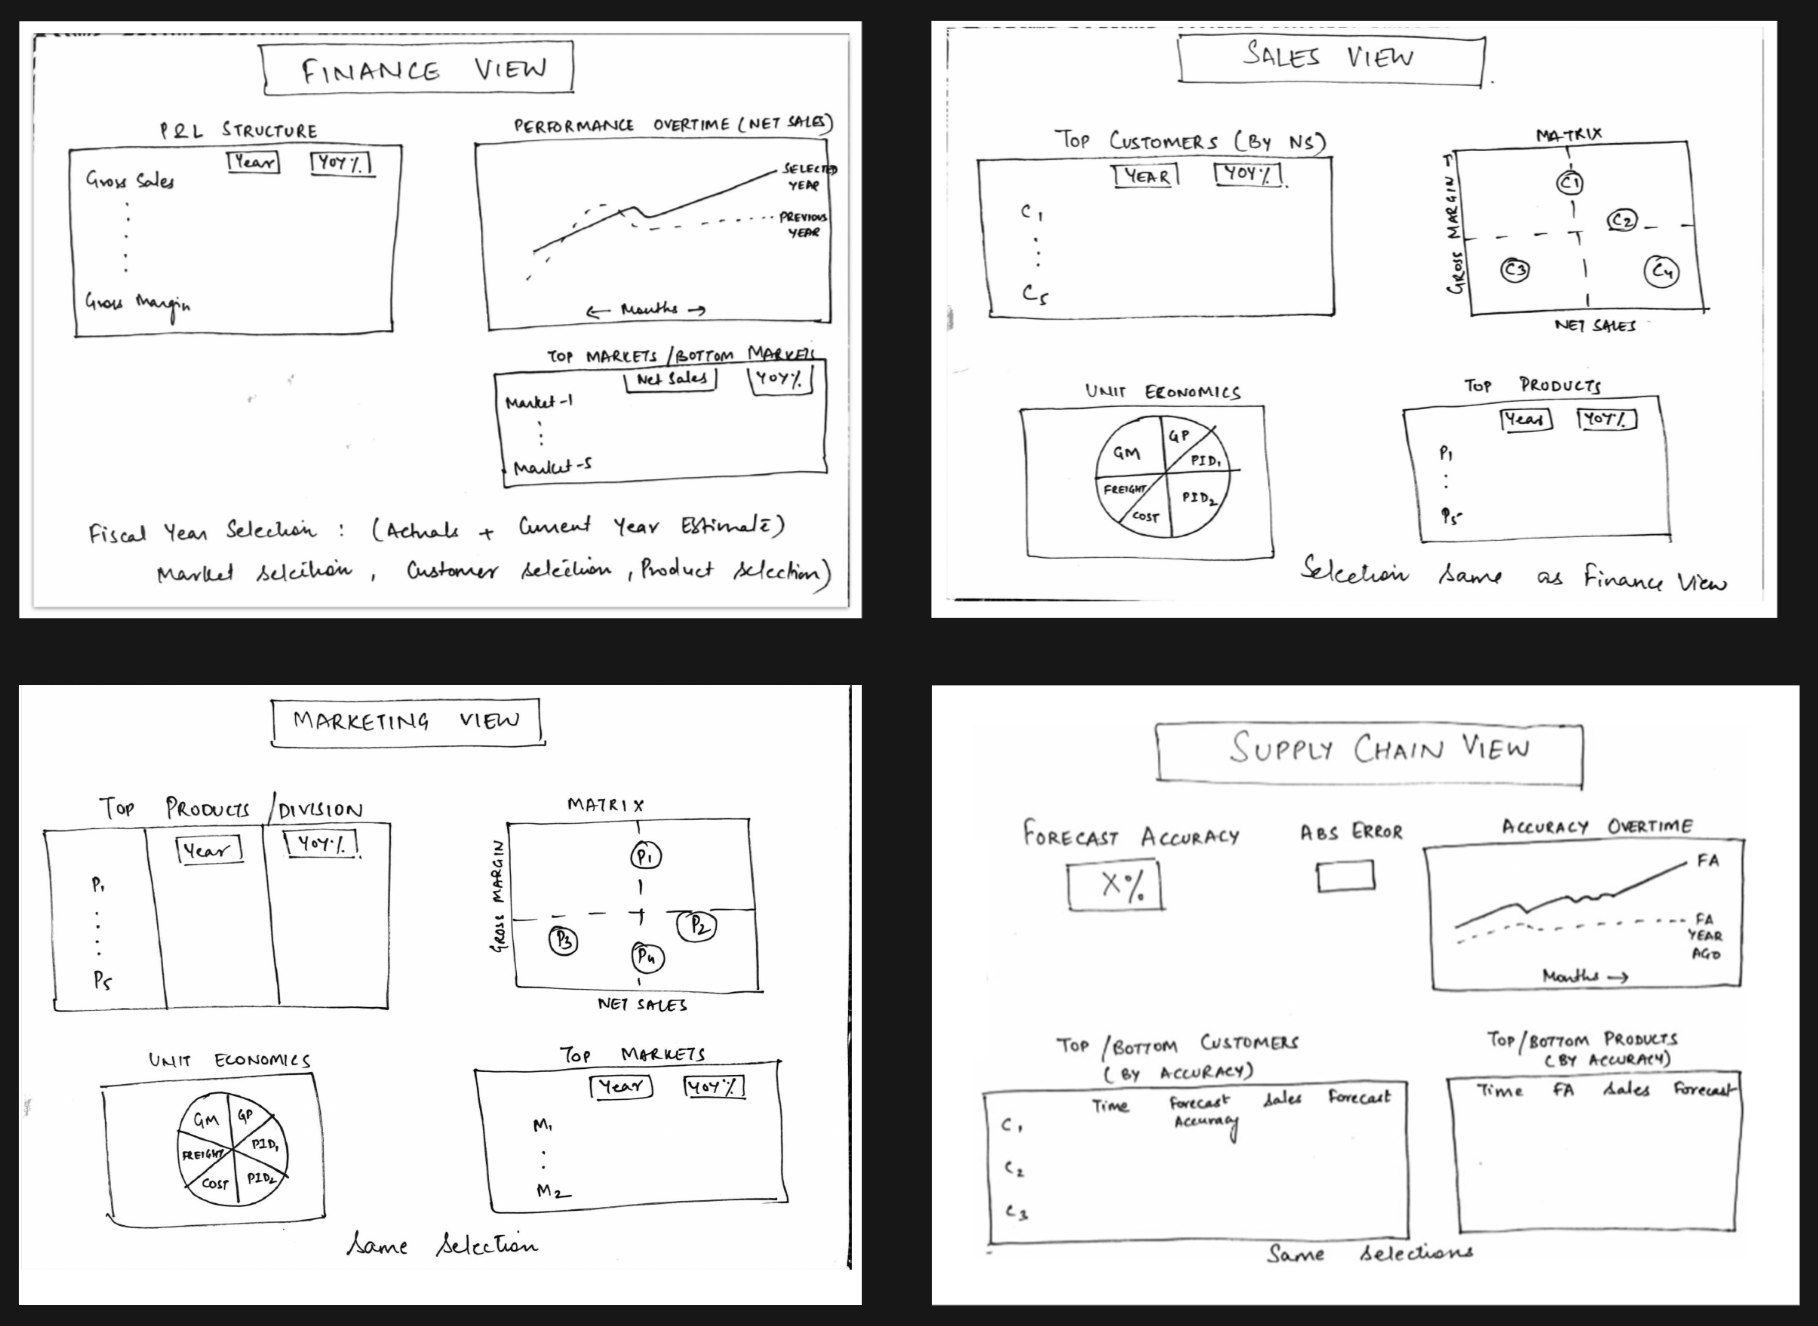 FINANCE VIEW
P&L STRUCTURE
Year YOY%
Gross Sales
Gross Margin
PERFORMANCE OVERTIME (NET SALES)
SELECTED
YEAR
PREVIOUS
YEAR
← Months →
TOP MARKETS / BOTTOM MARKETS
Net Sales YOY%
Market-1
Market-5
Fiscal Year Selection : (Actuals + Current Year Estimate)
Market selection, Customer selection, Product selection)
SALES VIEW
TOP CUSTOMERS (BY NS)
YEAR YOY%
C1
C5
MATRIX
GROSS MARGIN →
C1
C2
C3
C4
NET SALES
UNIT ECONOMICS
GM
GP
PID1
FREIGHT
PID2
COST
TOP PRODUCTS
Year YOY%
P1
P5
Selection same as Finance View
MARKETING VIEW
TOP PRODUCTS / DIVISION
Year YOY%
P1
P5
MATRIX
GROSS MARGIN
P1
P2
P3
P4
NET SALES
UNIT ECONOMICS
GM
GP
PID1
FREIGHT
PID2
COST
TOP MARKETS
Year YOY%
M1
M2
Same Selection
SUPPLY CHAIN VIEW
FORECAST ACCURACY
X%
ABS ERROR
ACCURACY OVERTIME
FA
FA
YEAR
AGO
Months →
TOP /BOTTOM CUSTOMERS
(BY ACCURACY)
Time Forecast Accuracy Sales Forecast
C1
C2
C3
TOP/BOTTOM PRODUCTS
(BY ACCURACY)
Time FA Sales Forecast
Same selections